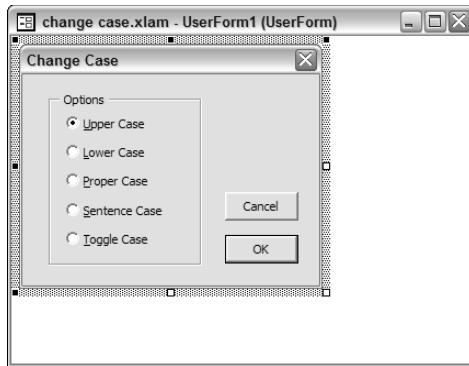 change case.xlam - UserForm1 (UserForm)
Change Case
Options
Upper Case
Lower Case
Proper Case
Sentence Case
Toggle Case
Cancel
OK